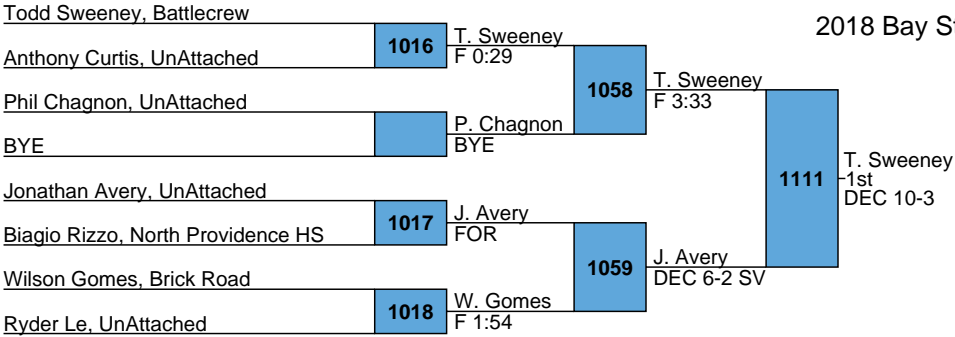 Todd Sweeney, Battlecrew
Anthony Curtis, UnAttached
Phil Chagnon, UnAttached
BYE
Jonathan Avery, UnAttached
Biagio Rizzo, North Providence HS
Wilson Gomes, Brick Road
Ryder Le, UnAttached
1016
1017
1018
T. Sweeney
F 0:29
P. Chagnon
BYE
J. Avery
FOR
W. Gomes
F 1:54
1058
1059
T. Sweeney
F 3:33
J. Avery
DEC 6-2 SV
1111
T. Sweeney
1st
DEC 10-3
2018 Bay